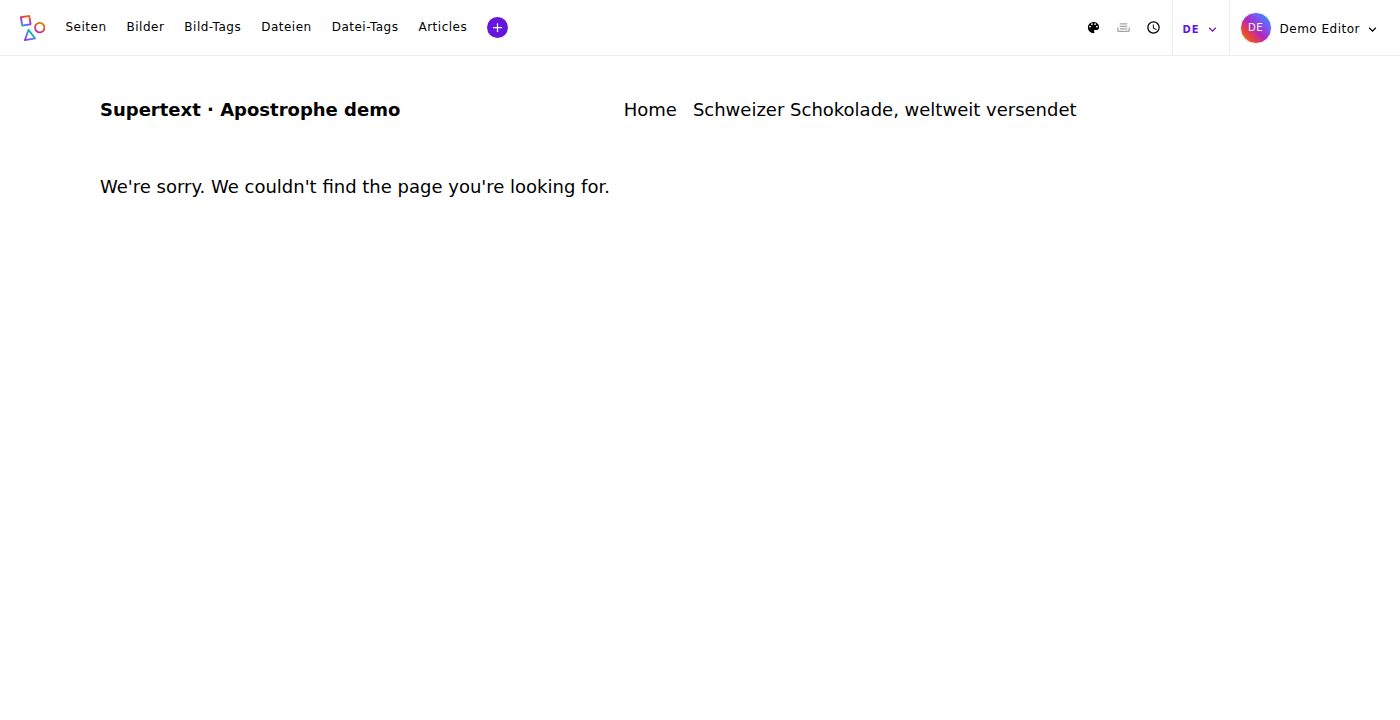 Seiten Bilder Bild-Tags Dateien Datei-Tags Articles DE DE Demo Editor
Supertext · Apostrophe demo Home Schweizer Schokolade, weltweit versendet
We're sorry. We couldn't find the page you're looking for.